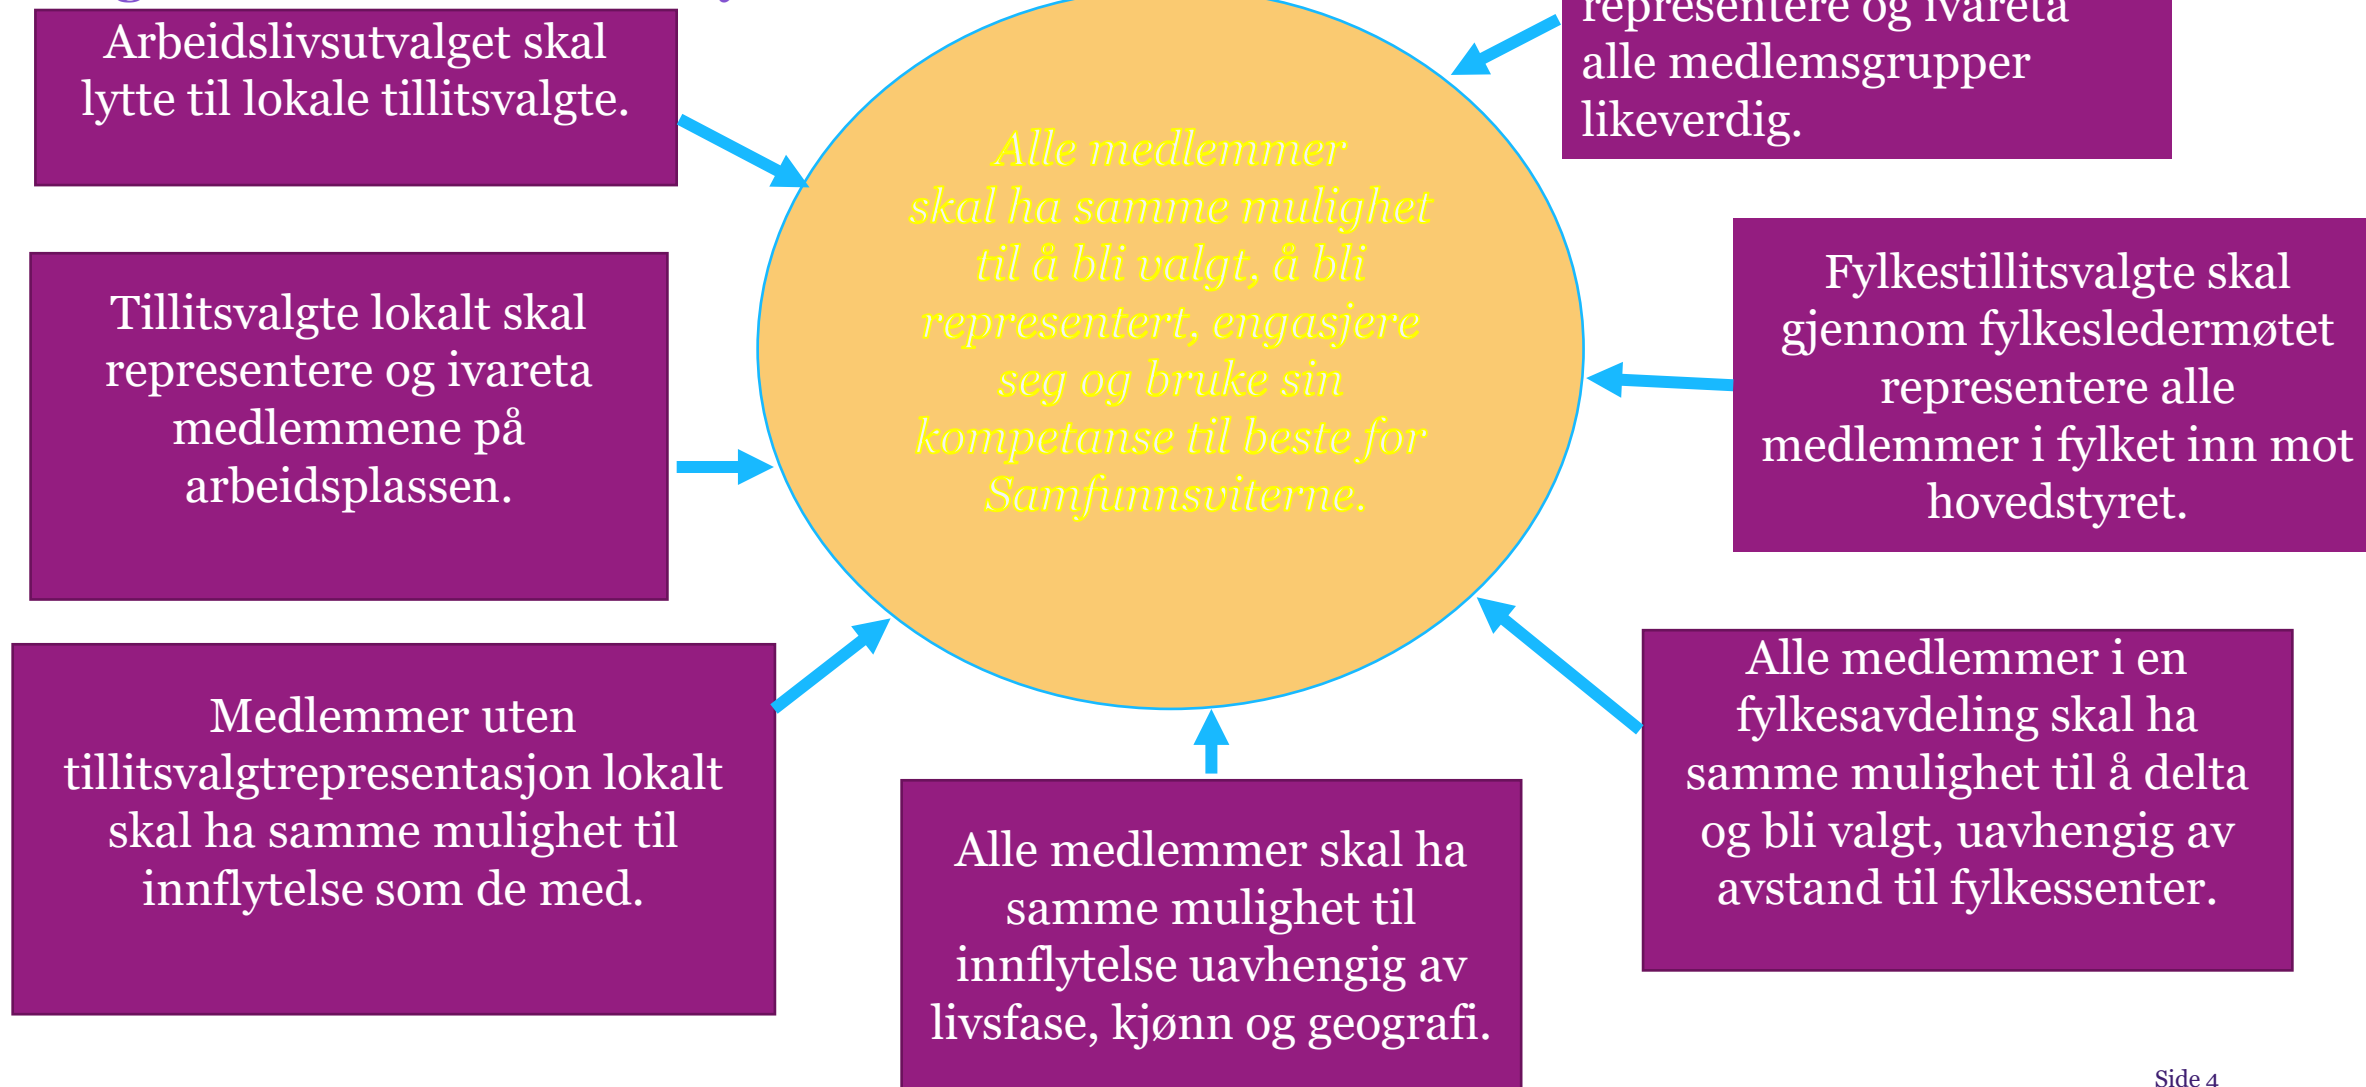 Arbeidslivsutvalget skal
lytte til lokale tillitsvalgte.
representere og ivareta
alle medlemsgrupper
likeverdig.
Alle medlemmer
skal ha samme mulighet
til å bli valgt, å bli
representert, engasjere
seg og bruke sin
kompetanse til beste for
Samfunnsviterne.
Tillitsvalgte lokalt skal
representere og ivareta
medlemmene på
arbeidsplassen.
Fylkestillitsvalgte skal
gjennom fylkesledermøtet
representere alle
medlemmer i fylket inn mot
hovedstyret.
Medlemmer uten
tillitsvalgtrepresentasjon lokalt
skal ha samme mulighet til
innflytelse som de med.
Alle medlemmer skal ha
samme mulighet til
innflytelse uavhengig av
livsfase, kjønn og geografi.
Alle medlemmer i en
fylkesavdeling skal ha
samme mulighet til å delta
og bli valgt, uavhengig av
avstand til fylkessenter.
Side 4